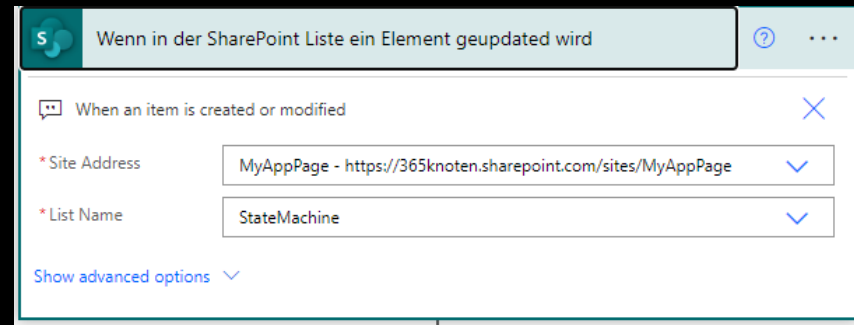 Wenn in der SharePoint Liste ein Element geupdated wird
When an item is created or modified
* Site Address
MyAppPage - https://365knoten.sharepoint.com/sites/MyAppPage
* List Name
StateMachine
Show advanced options